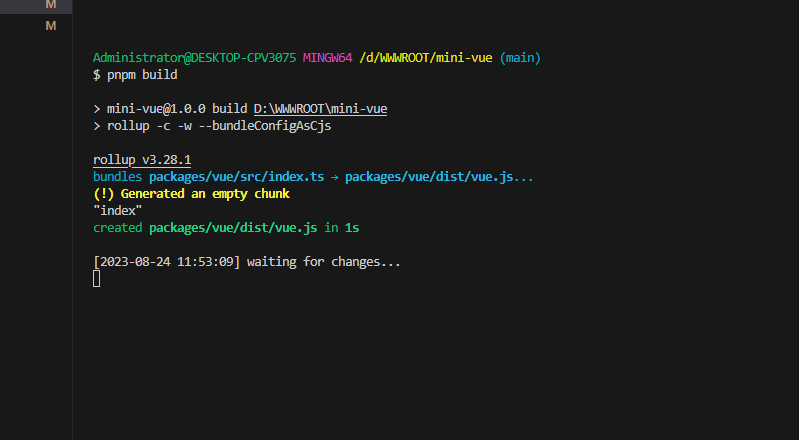 M
M
Administrator@DESKTOP-CPV3075 MINGW64 /d/WWWROOT/mini-vue (main)
$ pnpm build
> mini-vue@1.0.0 build D:\WWWROOT\mini-vue
> rollup -c -w --bundleConfigAsCjs
rollup v3.28.1
bundles packages/vue/src/index.ts → packages/vue/dist/vue.js...
(!) Generated an empty chunk
"index"
created packages/vue/dist/vue.js in 1s
[2023-08-24 11:53:09] waiting for changes...